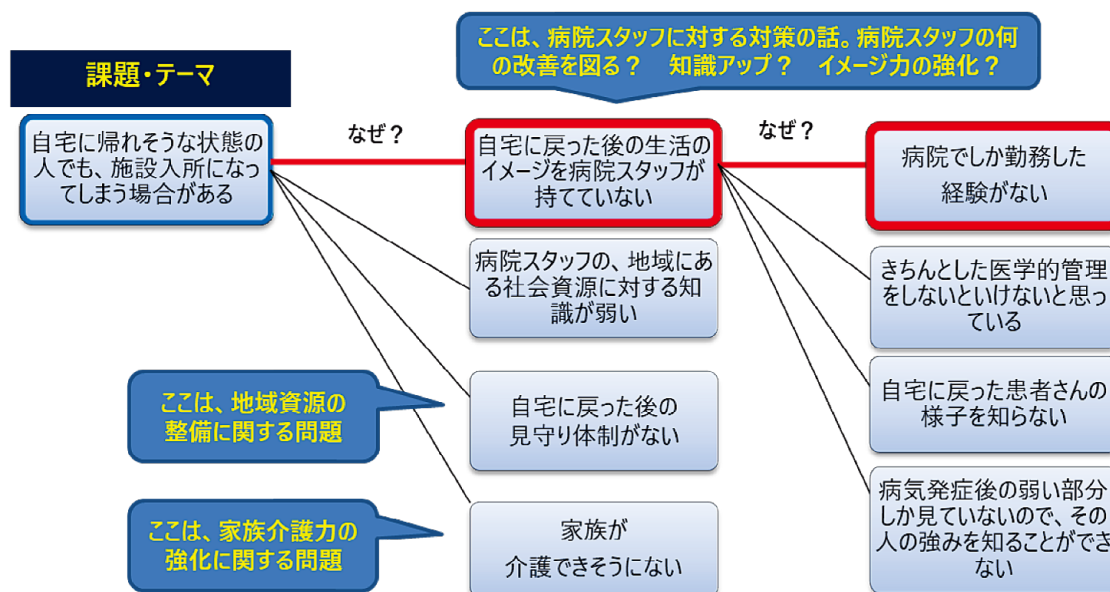 ここは、病院スタッフに対する対策の話。病院スタッフの何
の改善を図る？　知識アップ？　イメージ力の強化？
課題・テーマ
自宅に帰れそうな状態の
人でも、施設入所になっ
てしまう場合がある
なぜ？
自宅に戻った後の生活の
イメージを病院スタッフが
持てていない
なぜ？
病院でしか勤務した
経験がない
病院スタッフの、地域にあ
る社会資源に対する知
識が弱い
きちんとした医学的管理
をしないといけないと思っ
ている
ここは、地域資源の
整備に関する問題
自宅に戻った後の
見守り体制がない
自宅に戻った患者さんの
様子を知らない
ここは、家族介護力の
強化に関する問題
家族が
介護できそうにない
病気発症後の弱い部分
しか見ていないので、その
人の強みを知ることができ
ない